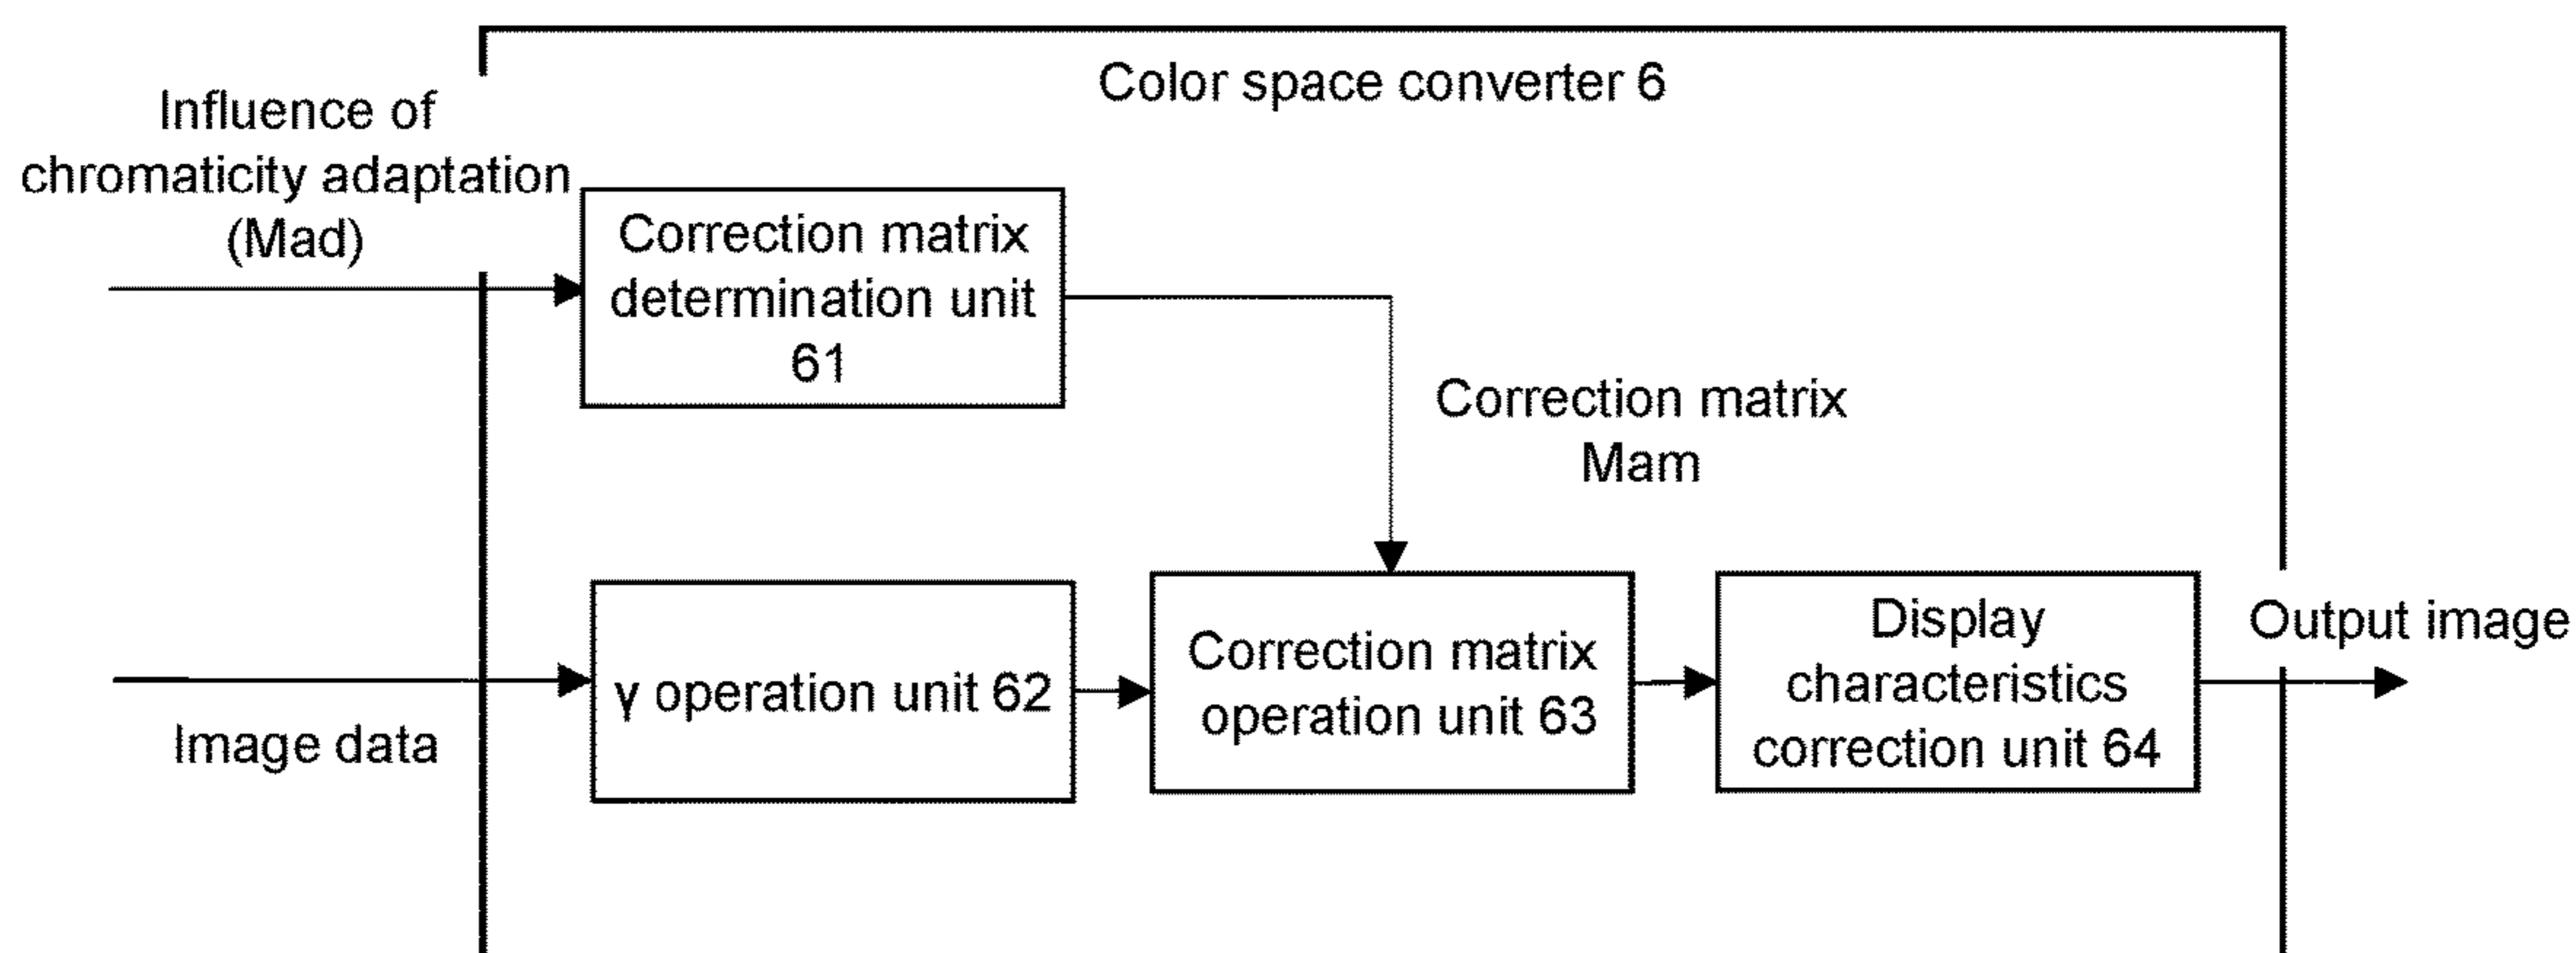 Color space converter 6
Influence of
chromaticity adaptation
(Mad)
Correction matrix
determination unit
61
Correction matrix
Mam
Image data
γ operation unit 62
Correction matrix
operation unit 63
Display
characteristics
correction unit 64
Output image